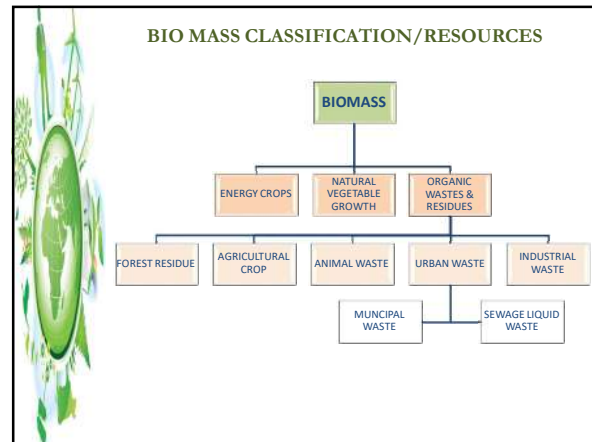 BIO MASS CLASSIFICATION/RESOURCES
BIOMASS
ENERGY CROPS
NATURAL
VEGETABLE
GROWTH
ORGANIC
WASTES &
RESIDUES
FOREST RESIDUE
AGRICULTURAL
CROP
ANIMAL WASTE
URBAN WASTE
INDUSTRIAL
WASTE
MUNCIPAL
WASTE
SEWAGE LIQUID
WASTE